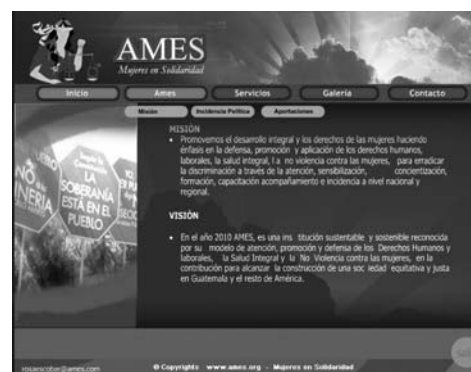 AMES
Mujeres en Solidaridad
Inicio Ames Servicios Galeria Contacto
Misión Incidencia Política Aportaciones
MISIÓN
• Promovemos el desarrollo integral y los derechos de las mujeres haciendo
énfasis en la defensa, promoción y aplicación de los derechos humanos,
laborales, la salud integral, l a no violencia contra las mujeres, para erradicar
la discriminación a través de la atención, sensibilización, concientización,
formación, capacitación acompañamiento e incidencia a nivel nacional y
regional.
VISIÓN
• En el año 2010 AMES, es una ins titución sustentable y sostenible reconocida
por su modelo de atención, promoción y defensa de los Derechos Humanos y
laborales, la Salud Integral y la No Violencia contra las mujeres, en la
contribución para alcanzar la construcción de una soc iedad equitativa y justa
en Guatemala y el resto de América.
LA
SOBERANÍA
ESTÁ EN EL
PUEBLO
NO
rosaescobar@ames.com © Copyrights www.ames.org - Mujeres en Solidaridad